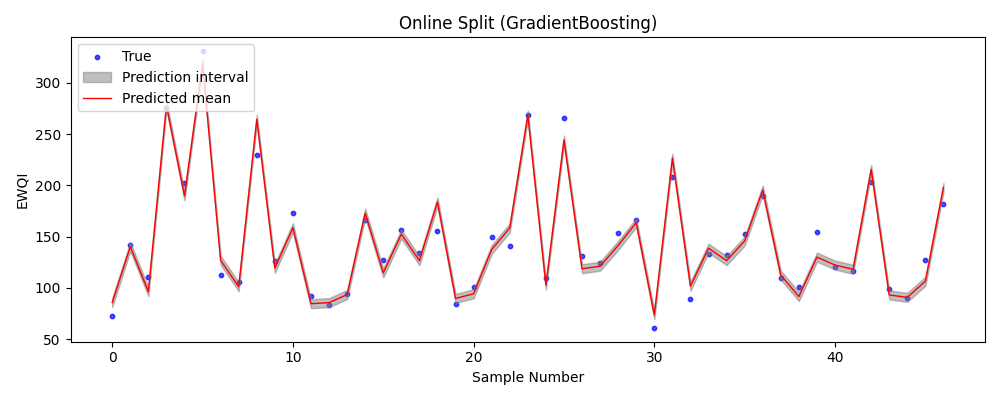 Online Split (GradientBoosting)
True
Prediction interval
Predicted mean
EWQI
300
250
200
150
100
50
0
10
20
30
40
Sample Number